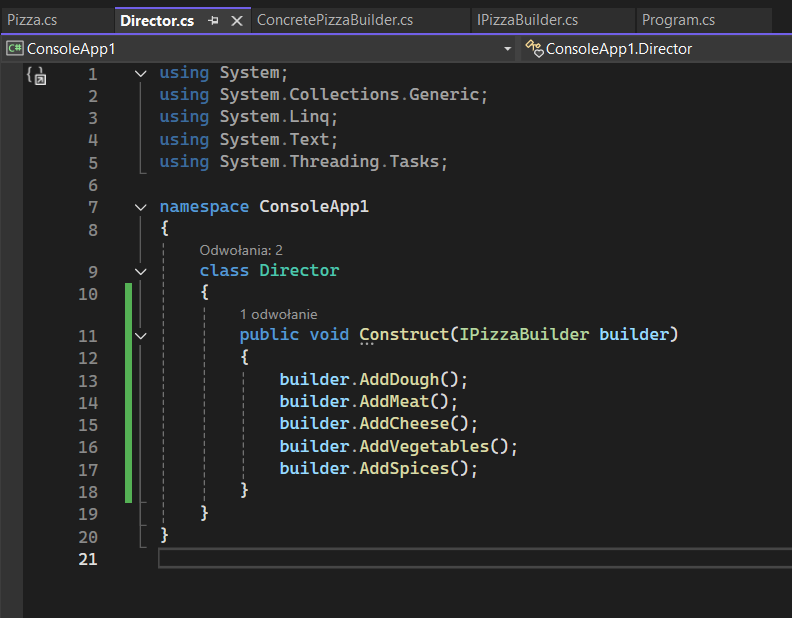 Pizza.cs Director.cs ConcretePizzaBuilder.cs IPizzaBuilder.cs Program.cs
C# ConsoleApp1 ConsoleApp1.Director
1 using System;
2 using System.Collections.Generic;
3 using System.Linq;
4 using System.Text;
5 using System.Threading.Tasks;
6
7 namespace ConsoleApp1
8 {
Odwołania: 2
9 class Director
10 {
1 odwołanie
11 public void Construct(IPizzaBuilder builder)
12 {
13 builder.AddDough();
14 builder.AddMeat();
15 builder.AddCheese();
16 builder.AddVegetables();
17 builder.AddSpices();
18 }
19 }
20 }
21